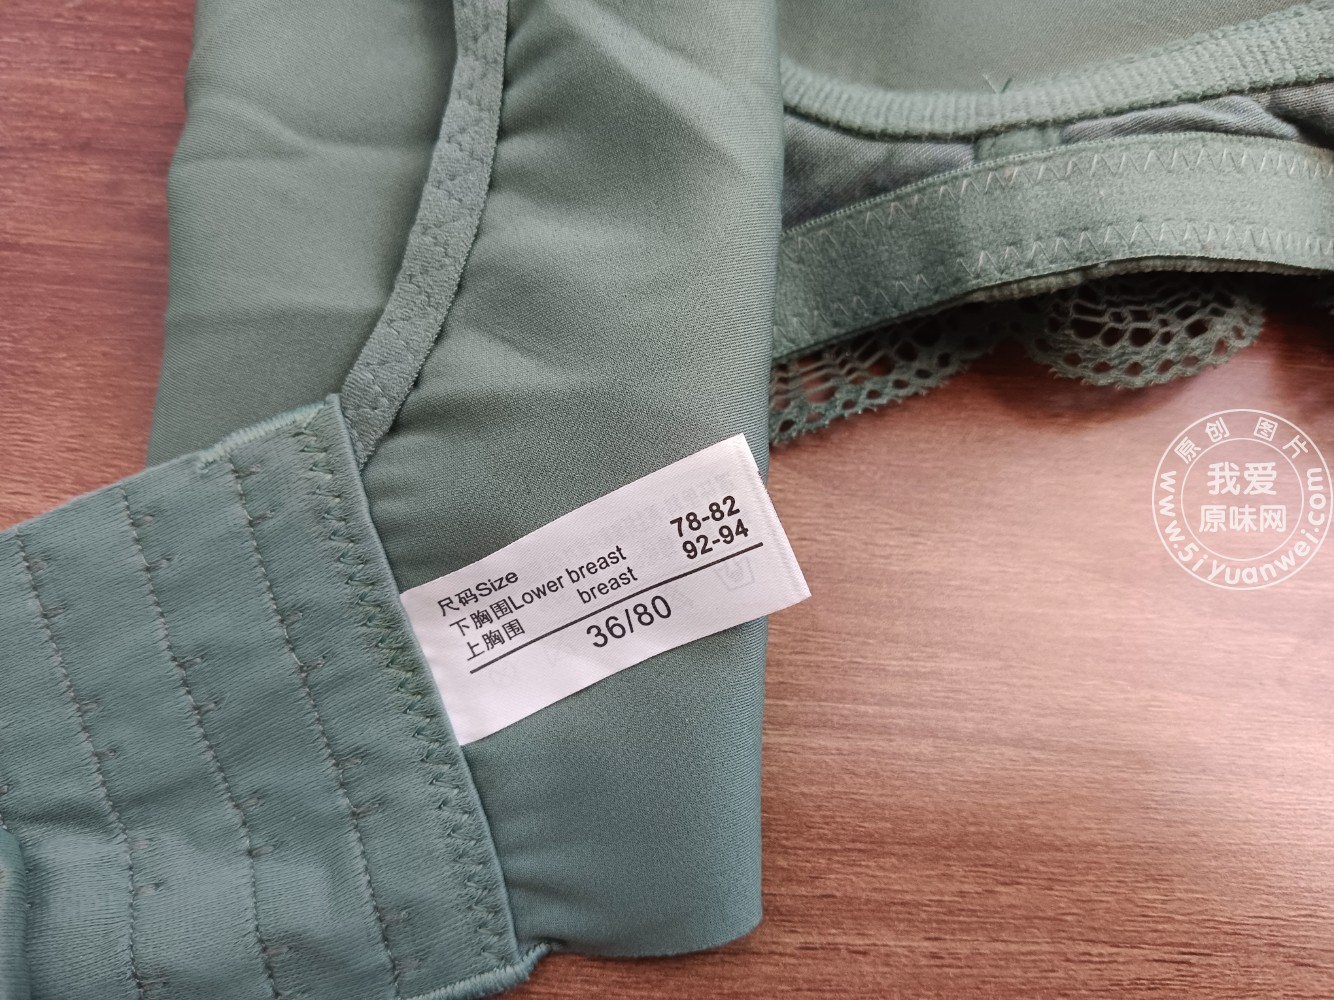 尺码Size
下胸围Lower breast 78-82
上胸围 breast 92-94
36/80
原创 图片
我爱
原味网
www.5iyuanwei.com